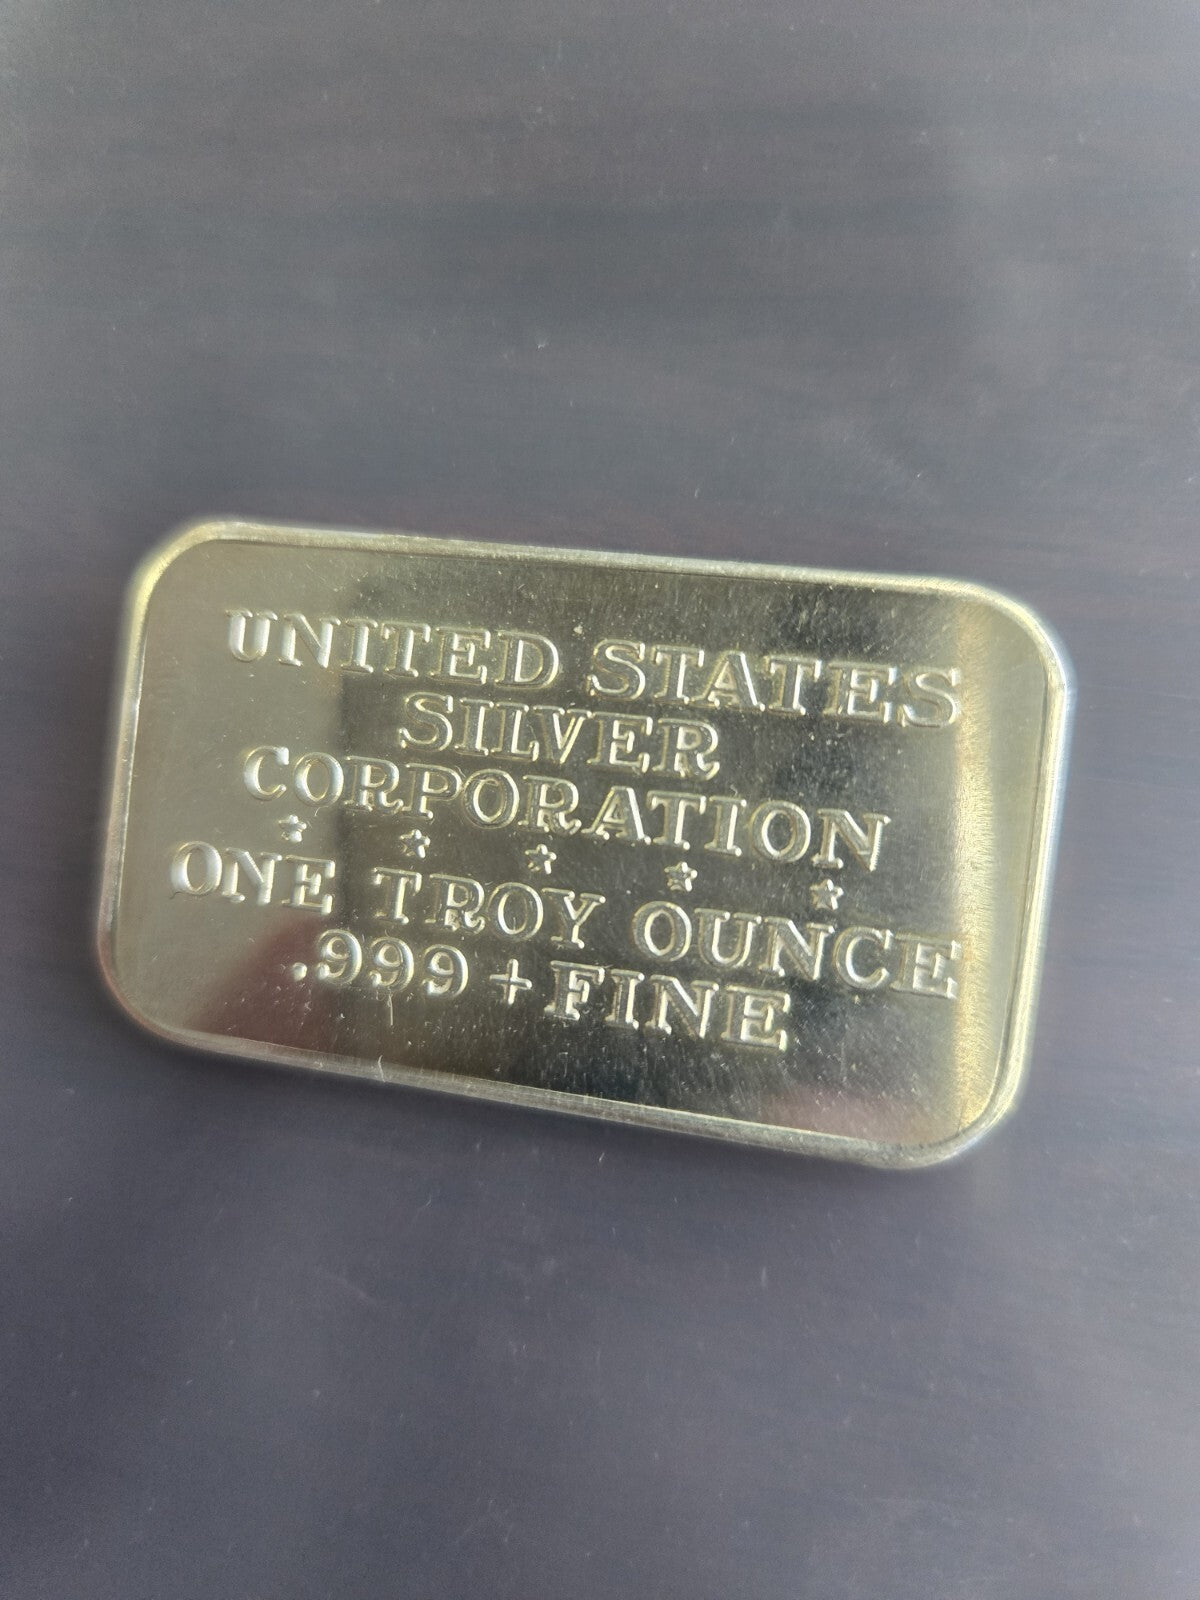 UNITED STATES
SILVER
CORPORATION
★ ★ ★ ★ ★
ONE TROY OUNCE
.999 + FINE